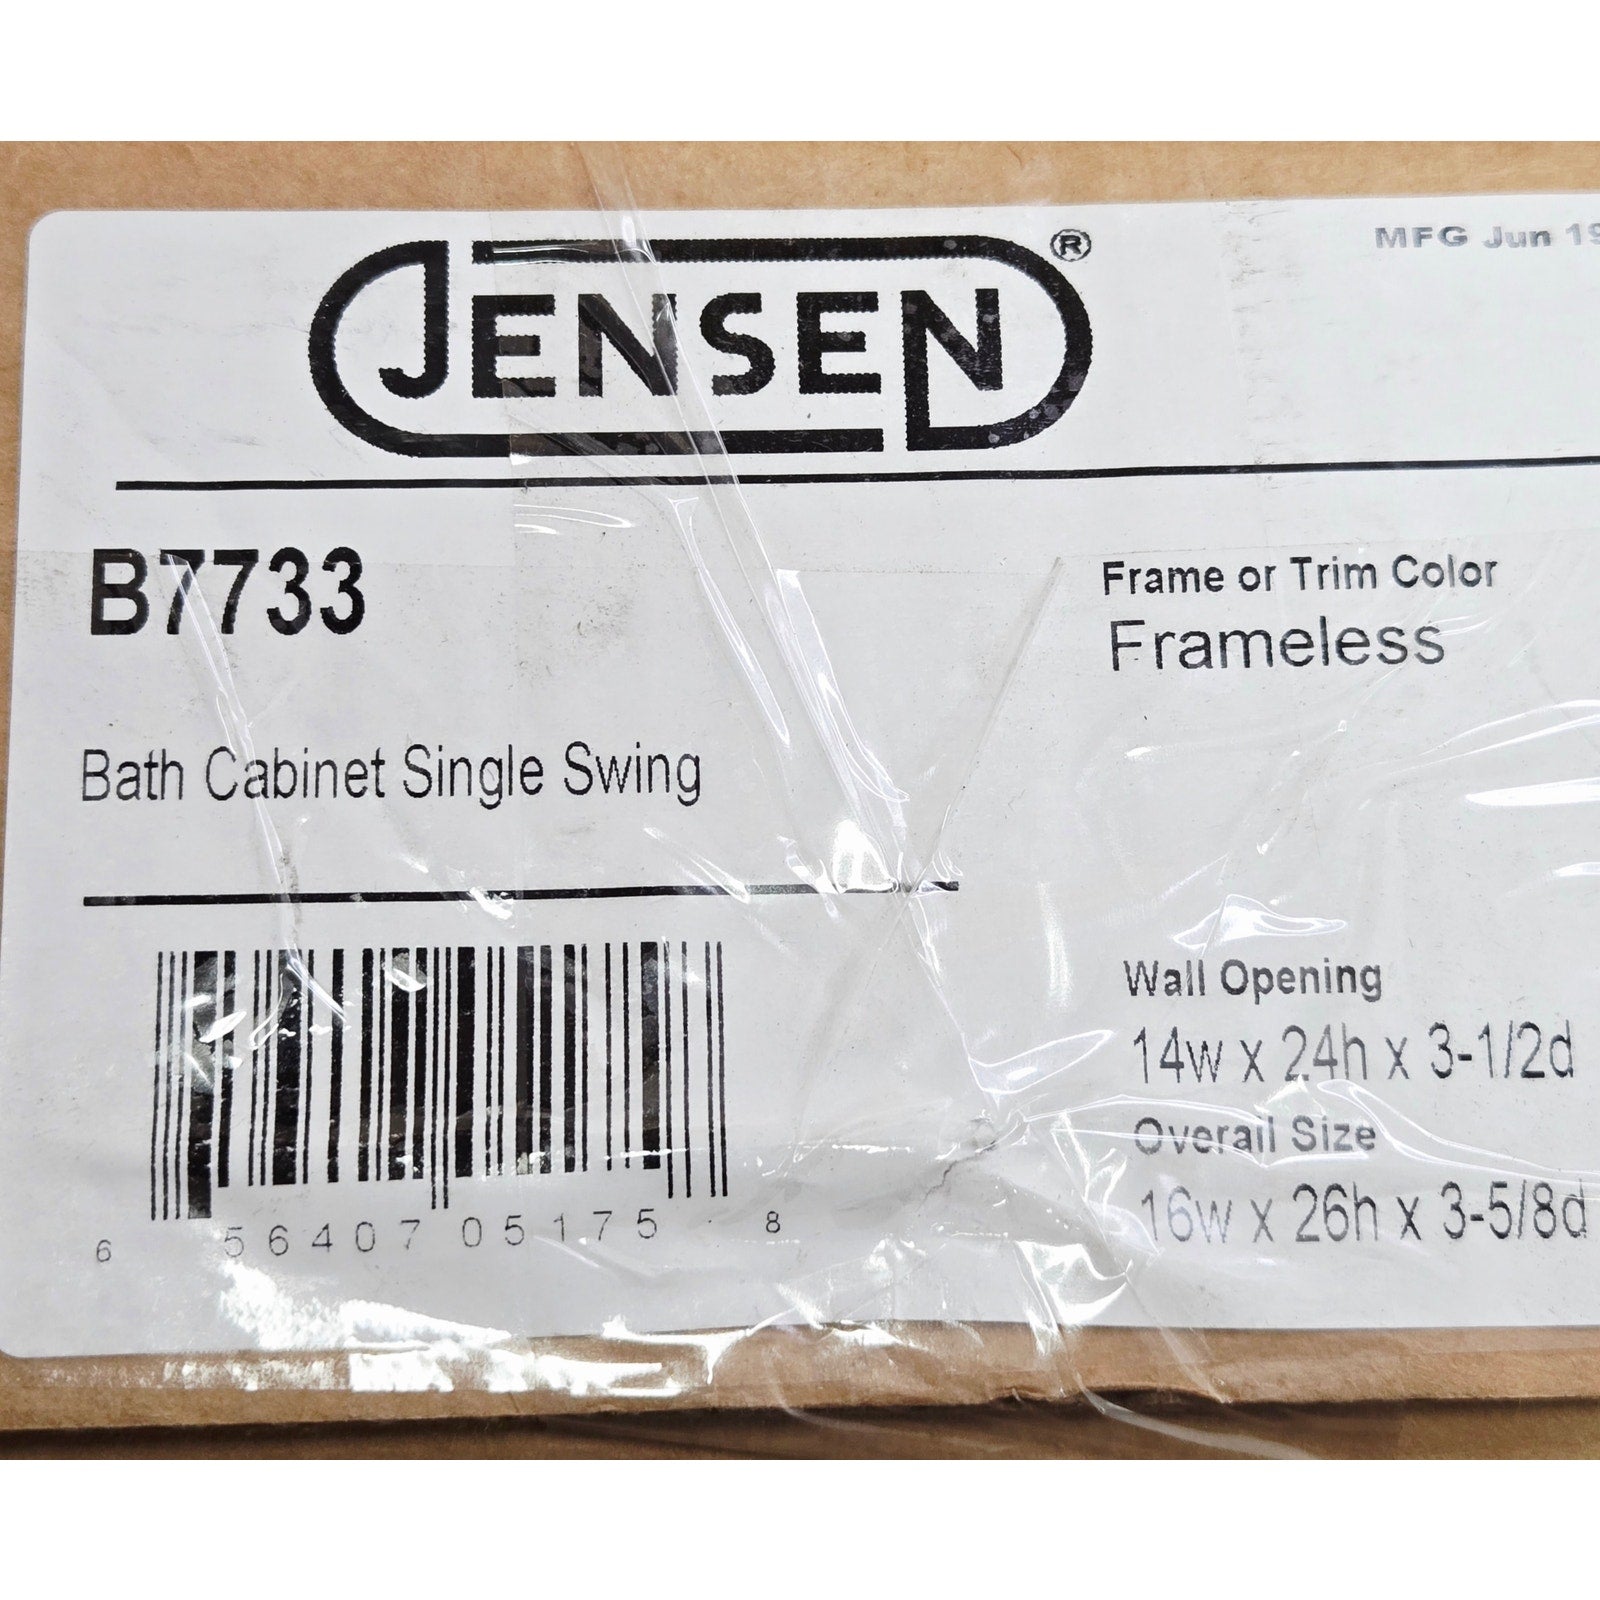 JENSEN®
MFG Jun 19
B7733
Frame or Trim Color
Frameless
Bath Cabinet Single Swing
Wall Opening
14w x 24h x 3-1/2d
Overall Size
16w x 26h x 3-5/8d
6 56407 05175 8